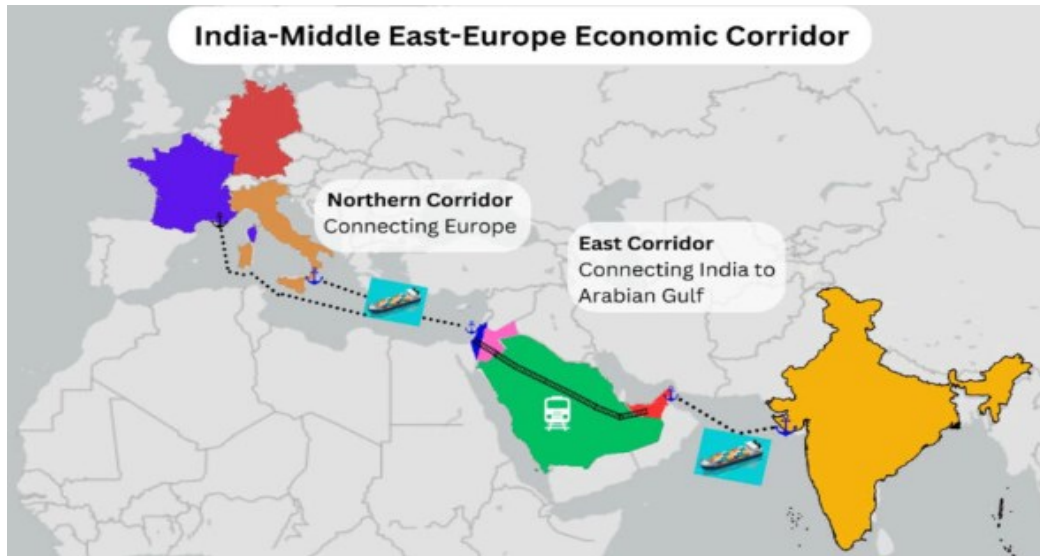 India-Middle East-Europe Economic Corridor
Northern Corridor
Connecting Europe
East Corridor
Connecting India to
Arabian Gulf